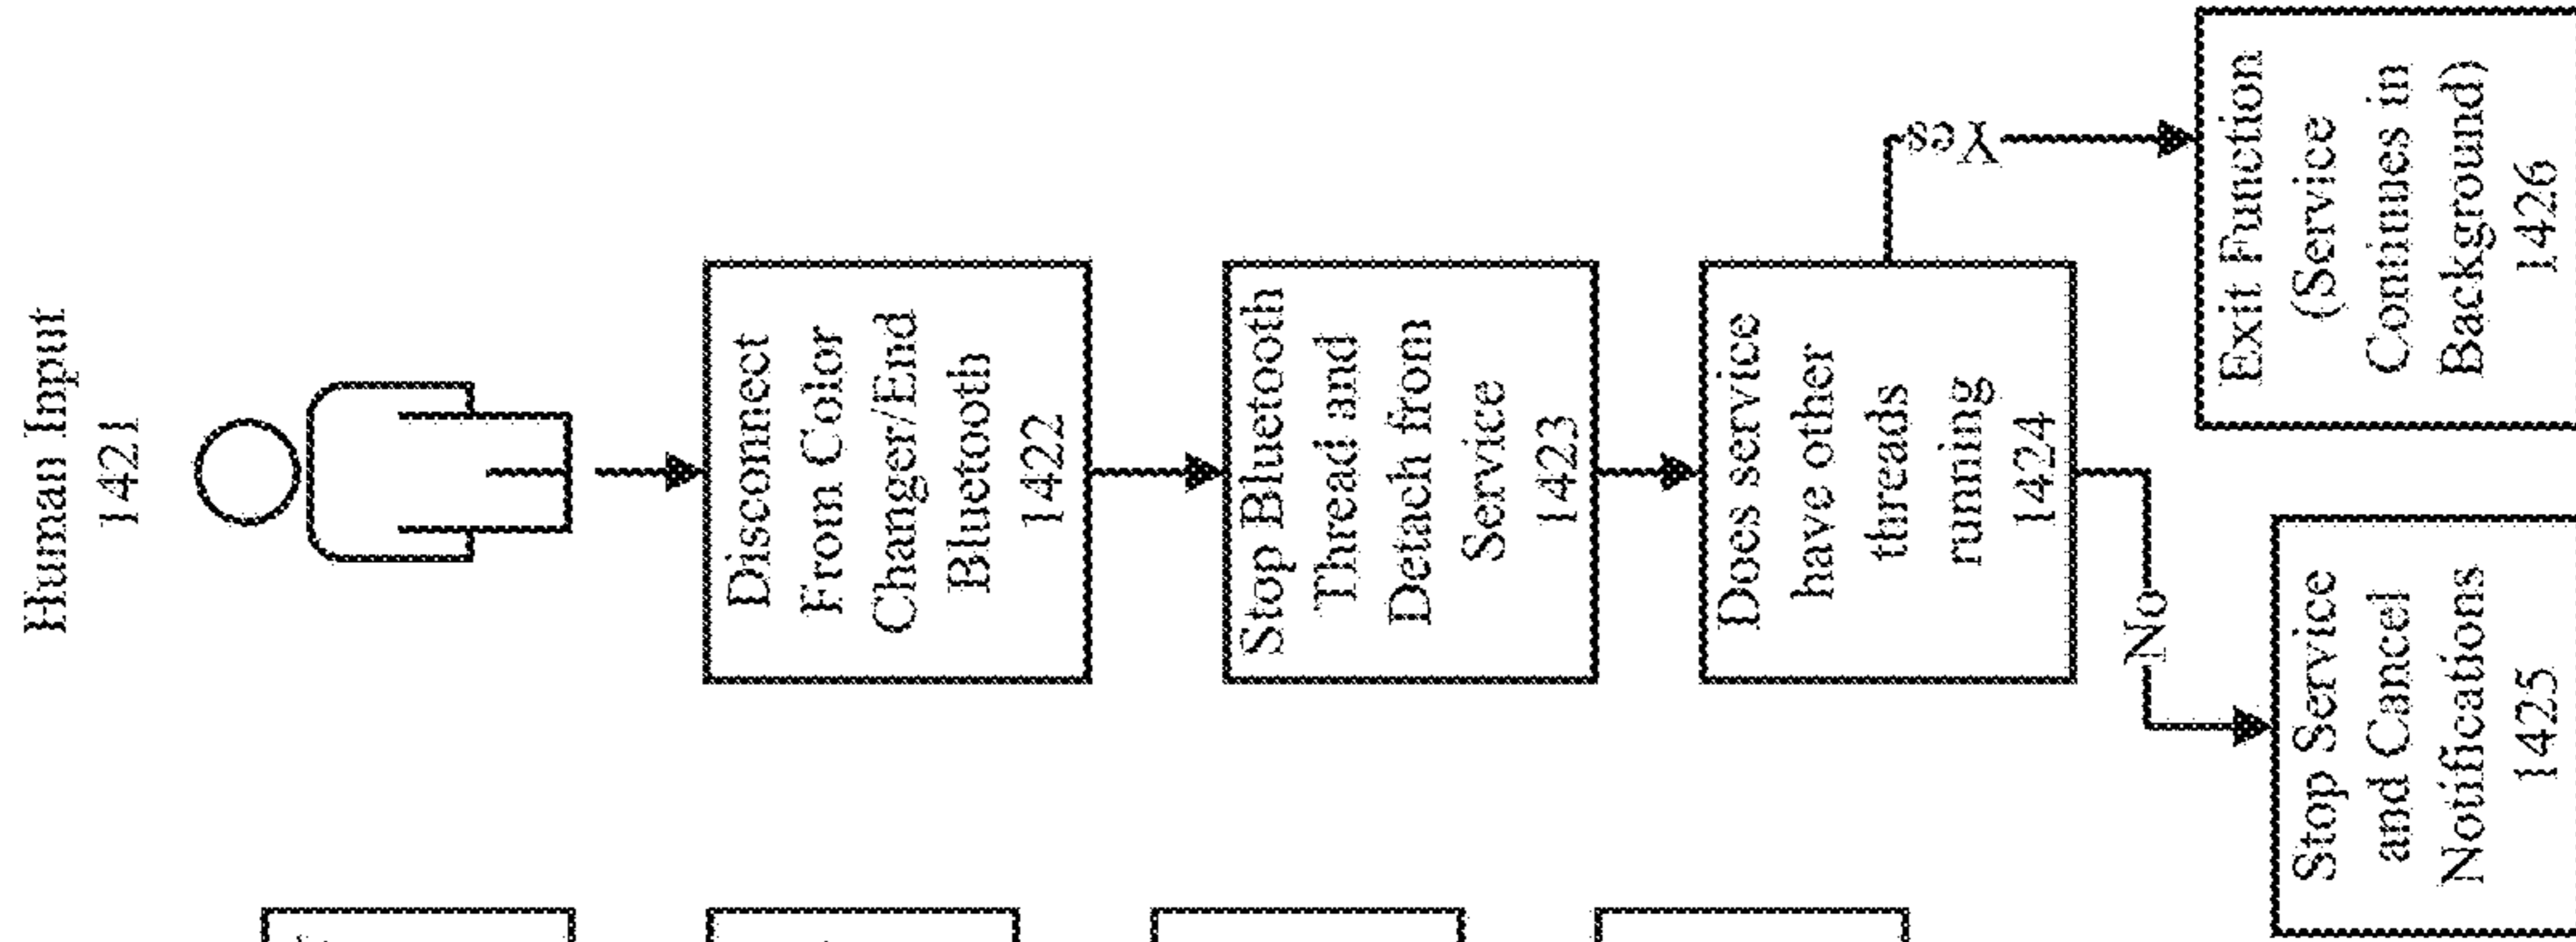 Human Input
1421
Disconnect
From Color
Changer/End
Bluetooth
1422
Stop Bluetooth
Thread and
Detach from
Service
1423
Does service
have other
threads
running
1424
Yes
No
Exit Function
(Service
Continues in
Background)
1426
Stop Service
and Cancel
Notifications
1425